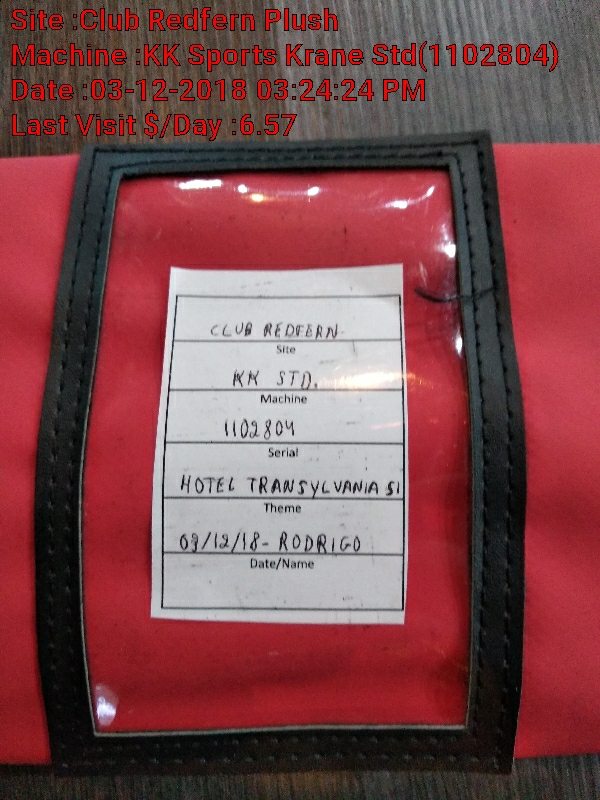 Site :Club Redfern Plush
Machine :KK Sports Krane Std(1102804)
Date :03-12-2018 03:24:24 PM
Last Visit $/Day :6.57
CLUB REDFERN
Site
KK STD.
Machine
1102804
Serial
HOTEL TRANSYLVANIA S1
Theme
03/12/18- RODRIGO
Date/Name